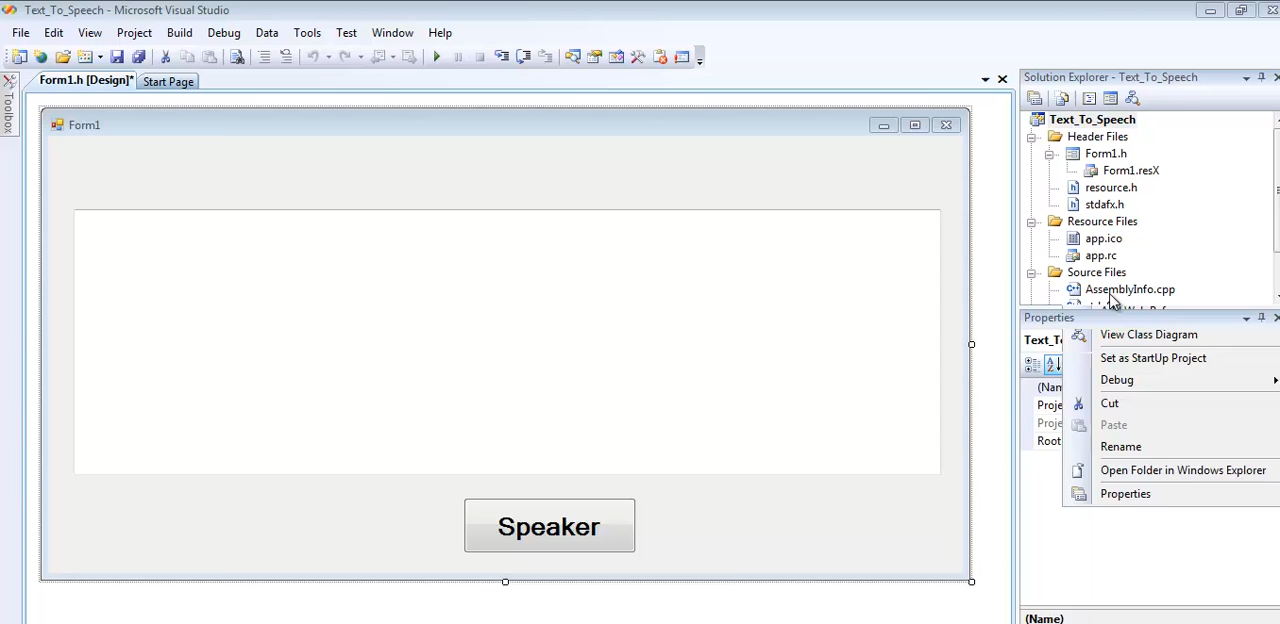 Text_To_Speech - Microsoft Visual Studio
File Edit View Project Build Debug Data Tools Test Window Help
Form1.h [Design]* Start Page
Toolbox
Form1
Speaker
Solution Explorer - Text_To_Speech
Text_To_Speech
Header Files
Form1.h
Form1.resX
resource.h
stdafx.h
Resource Files
app.ico
app.rc
Source Files
AssemblyInfo.cpp
Properties
View Class Diagram
Set as StartUp Project
Debug
Cut
Paste
Rename
Open Folder in Windows Explorer
Properties
Root
(Name)